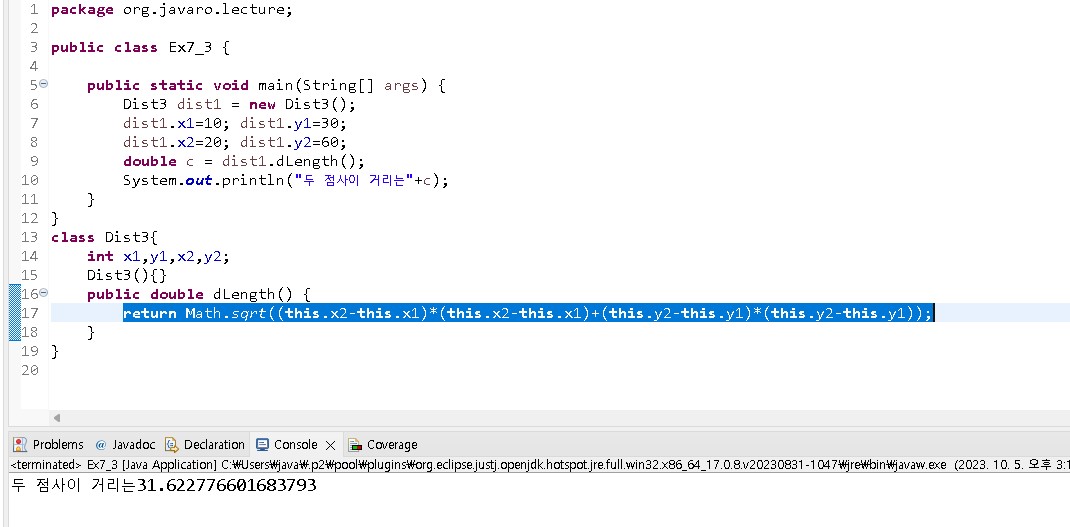 1 package org.javaro.lecture;
2
3 public class Ex7_3 {
4
5 public static void main(String[] args) {
6 Dist3 dist1 = new Dist3();
7 dist1.x1=10; dist1.y1=30;
8 dist1.x2=20; dist1.y2=60;
9 double c = dist1.dLength();
10 System.out.println("두 점사이 거리는"+c);
11 }
12 }
13 class Dist3{
14 int x1,y1,x2,y2;
15 Dist3(){}
16 public double dLength() {
17 return Math.sqrt((this.x2-this.x1)*(this.x2-this.x1)+(this.y2-this.y1)*(this.y2-this.y1));
18 }
19 }
20
Problems @ Javadoc Declaration Console Coverage
<terminated> Ex7_3 [Java Application] C:₩Users₩java₩.p2₩pool₩plugins₩org.eclipse.justj.openjdk.hotspot.jre.full.win32.x86_64_17.0.8.v20230831-1047₩jre₩bin₩javaw.exe (2023. 10. 5. 오후 3:1
두 점사이 거리는31.622776601683793